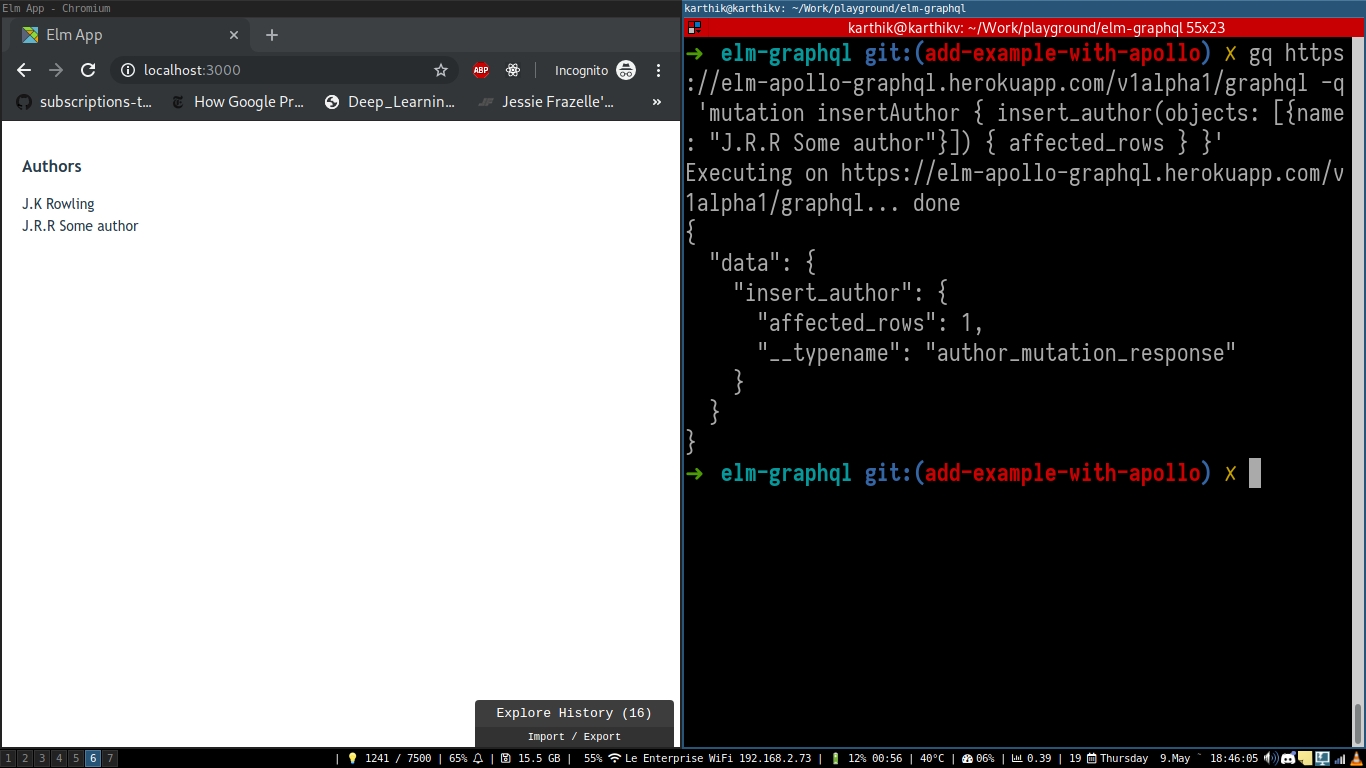 Elm App - Chromium
Elm App
localhost:3000
ABP
Incognito
subscriptions-t...
How Google Pr...
Deep_Learnin...
Jessie Frazelle'...
»
Authors
J.K Rowling
J.R.R Some author
Explore History (16)
Import / Export
karthik@karthikv: ~/Work/playground/elm-graphql
karthik@karthikv: ~/Work/playground/elm-graphql 55x23
➜ elm-graphql git:(add-example-with-apollo) ✗ gq https
://elm-apollo-graphql.herokuapp.com/v1alpha1/graphql -q
'mutation insertAuthor { insert_author(objects: [{name
: "J.R.R Some author"}]) { affected_rows } }'
Executing on https://elm-apollo-graphql.herokuapp.com/v
1alpha1/graphql... done
{
"data": {
"insert_author": {
"affected_rows": 1,
"__typename": "author_mutation_response"
}
}
}
➜ elm-graphql git:(add-example-with-apollo) ✗
1 2 3 4 5 6 7 | 1241 / 7500 | 65% | 15.5 GB | 55% Le Enterprise WiFi 192.168.2.73 | 12% 00:56 | 40°C | 06% | 0.39 | 19 Thursday 9.May 18:46:05